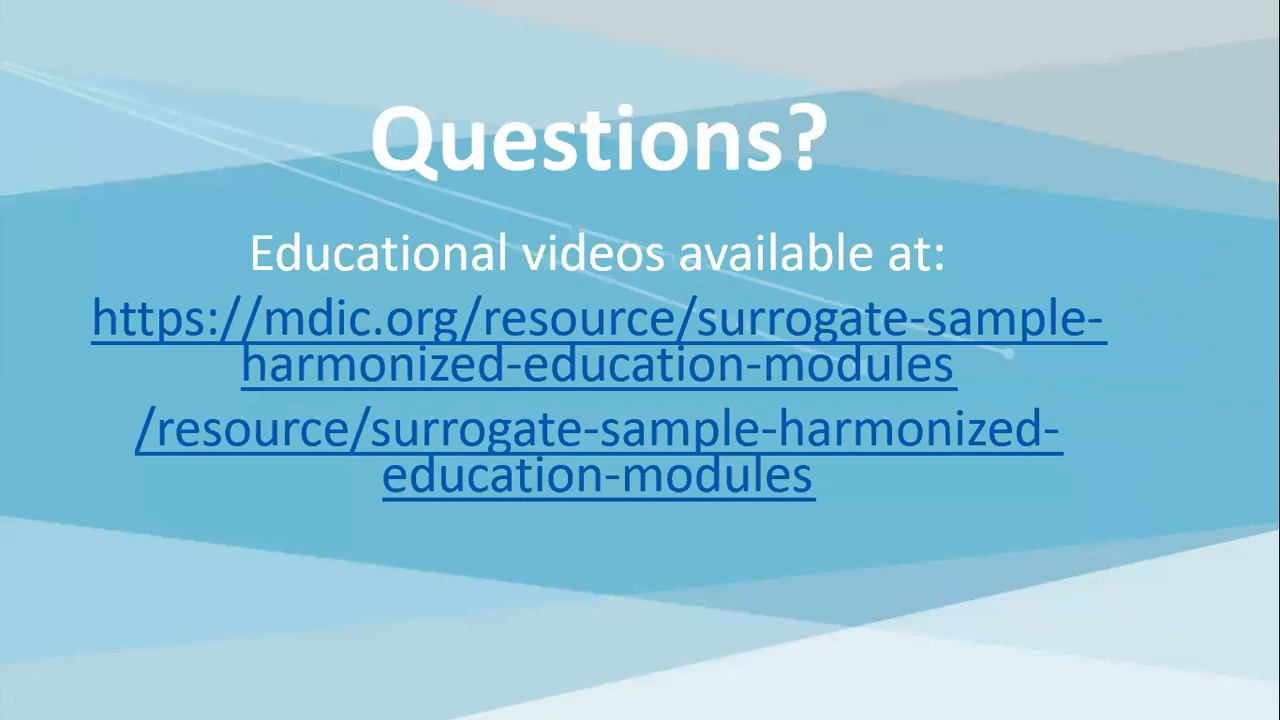 Questions?
Educational videos available at:
https://mdic.org/resource/surrogate-sample-
harmonized-education-modules
/resource/surrogate-sample-harmonized-
education-modules